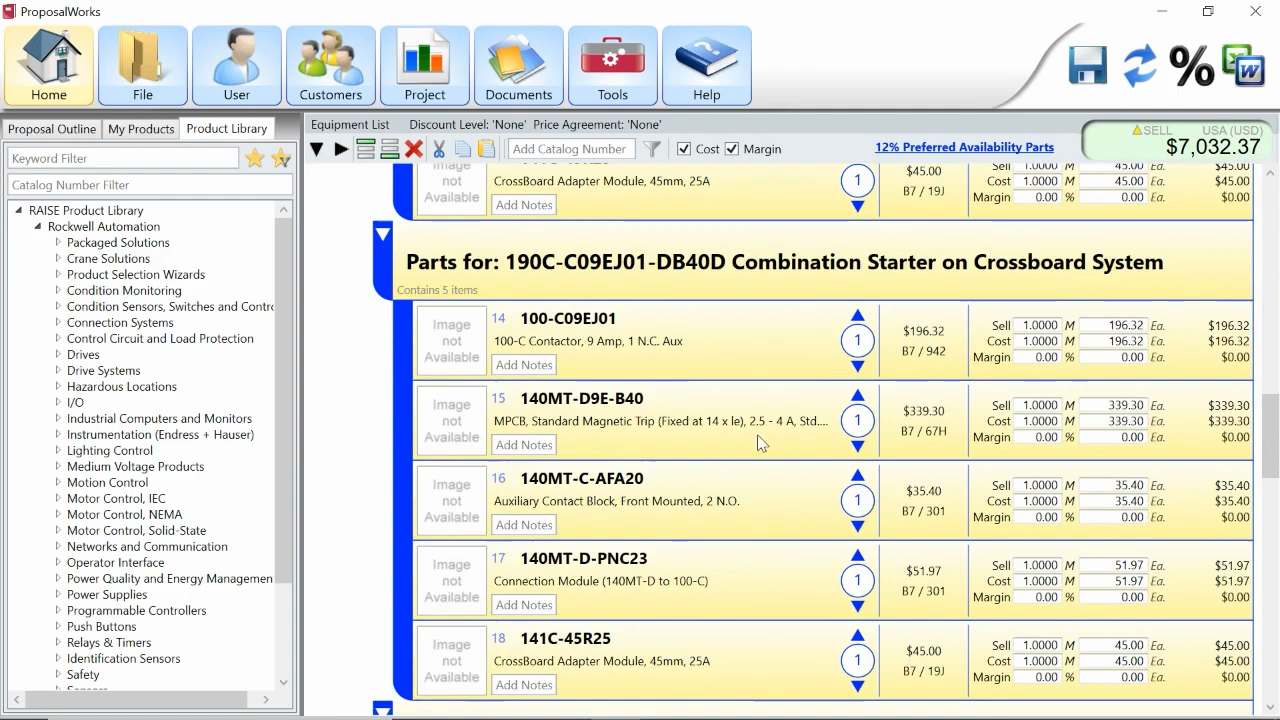 ProposalWorks
Home
File
User
Customers
Project
Documents
Tools
Help
Proposal Outline
My Products
Product Library
Equipment List
Discount Level: 'None'
Price Agreement: 'None'
SELL
USA (USD)
$7,032.37
Keyword Filter
Catalog Number Filter
Add Catalog Number
Cost
Margin
12% Preferred Availability Parts
RAISE Product Library
Rockwell Automation
Packaged Solutions
Crane Solutions
Product Selection Wizards
Condition Monitoring
Condition Sensors, Switches and Contro
Connection Systems
Control Circuit and Load Protection
Drives
Drive Systems
Hazardous Locations
I/O
Industrial Computers and Monitors
Instrumentation (Endress + Hauser)
Lighting Control
Medium Voltage Products
Motion Control
Motor Control, IEC
Motor Control, NEMA
Motor Control, Solid-State
Networks and Communication
Operator Interface
Power Quality and Energy Managemen
Power Supplies
Programmable Controllers
Push Buttons
Relays & Timers
Identification Sensors
Safety
not
Available
CrossBoard Adapter Module, 45mm, 25A
Add Notes
1
$45.00
B7 / 19J
Sell 1.0000 M 45.00 Ea. $45.00
Cost 1.0000 M 45.00 Ea. $45.00
Margin 0.00 % 0.00 Ea. $0.00
Parts for: 190C-C09EJ01-DB40D Combination Starter on Crossboard System
Contains 5 items
Image
not
Available
14 100-C09EJ01
100-C Contactor, 9 Amp, 1 N.C. Aux
Add Notes
1
$196.32
B7 / 942
Sell 1.0000 M 196.32 Ea. $196.32
Cost 1.0000 M 196.32 Ea. $196.32
Margin 0.00 % 0.00 Ea. $0.00
Image
not
Available
15 140MT-D9E-B40
MPCB, Standard Magnetic Trip (Fixed at 14 x le), 2.5 - 4 A, Std....
Add Notes
1
$339.30
B7 / 67H
Sell 1.0000 M 339.30 Ea. $339.30
Cost 1.0000 M 339.30 Ea. $339.30
Margin 0.00 % 0.00 Ea. $0.00
Image
not
Available
16 140MT-C-AFA20
Auxiliary Contact Block, Front Mounted, 2 N.O.
Add Notes
1
$35.40
B7 / 301
Sell 1.0000 M 35.40 Ea. $35.40
Cost 1.0000 M 35.40 Ea. $35.40
Margin 0.00 % 0.00 Ea. $0.00
Image
not
Available
17 140MT-D-PNC23
Connection Module (140MT-D to 100-C)
Add Notes
1
$51.97
B7 / 301
Sell 1.0000 M 51.97 Ea. $51.97
Cost 1.0000 M 51.97 Ea. $51.97
Margin 0.00 % 0.00 Ea. $0.00
Image
not
Available
18 141C-45R25
CrossBoard Adapter Module, 45mm, 25A
Add Notes
1
$45.00
B7 / 19J
Sell 1.0000 M 45.00 Ea. $45.00
Cost 1.0000 M 45.00 Ea. $45.00
Margin 0.00 % 0.00 Ea. $0.00